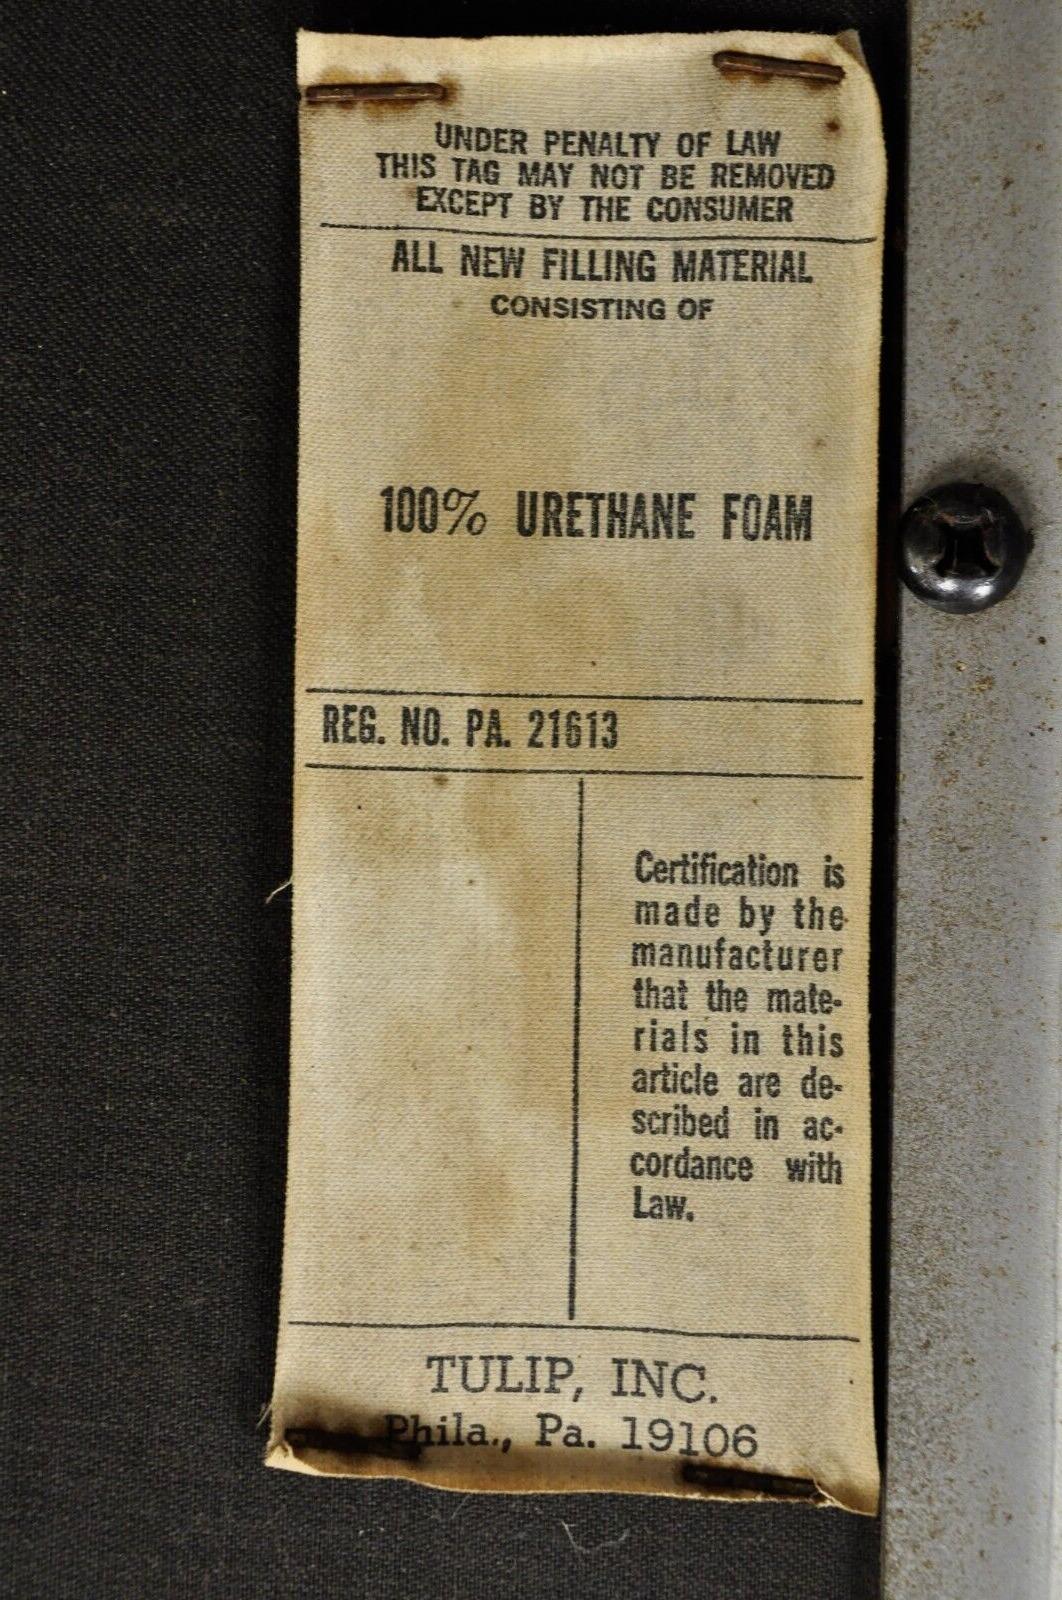 UNDER PENALTY OF LAW
THIS TAG MAY NOT BE REMOVED
EXCEPT BY THE CONSUMER
ALL NEW FILLING MATERIAL
CONSISTING OF
100% URETHANE FOAM
REG. NO. PA. 21613
Certification is
made by the
manufacturer
that the mate-
rials in this
article are de-
scribed in ac-
cordance with
Law.
TULIP, INC.
Phila., Pa. 19106